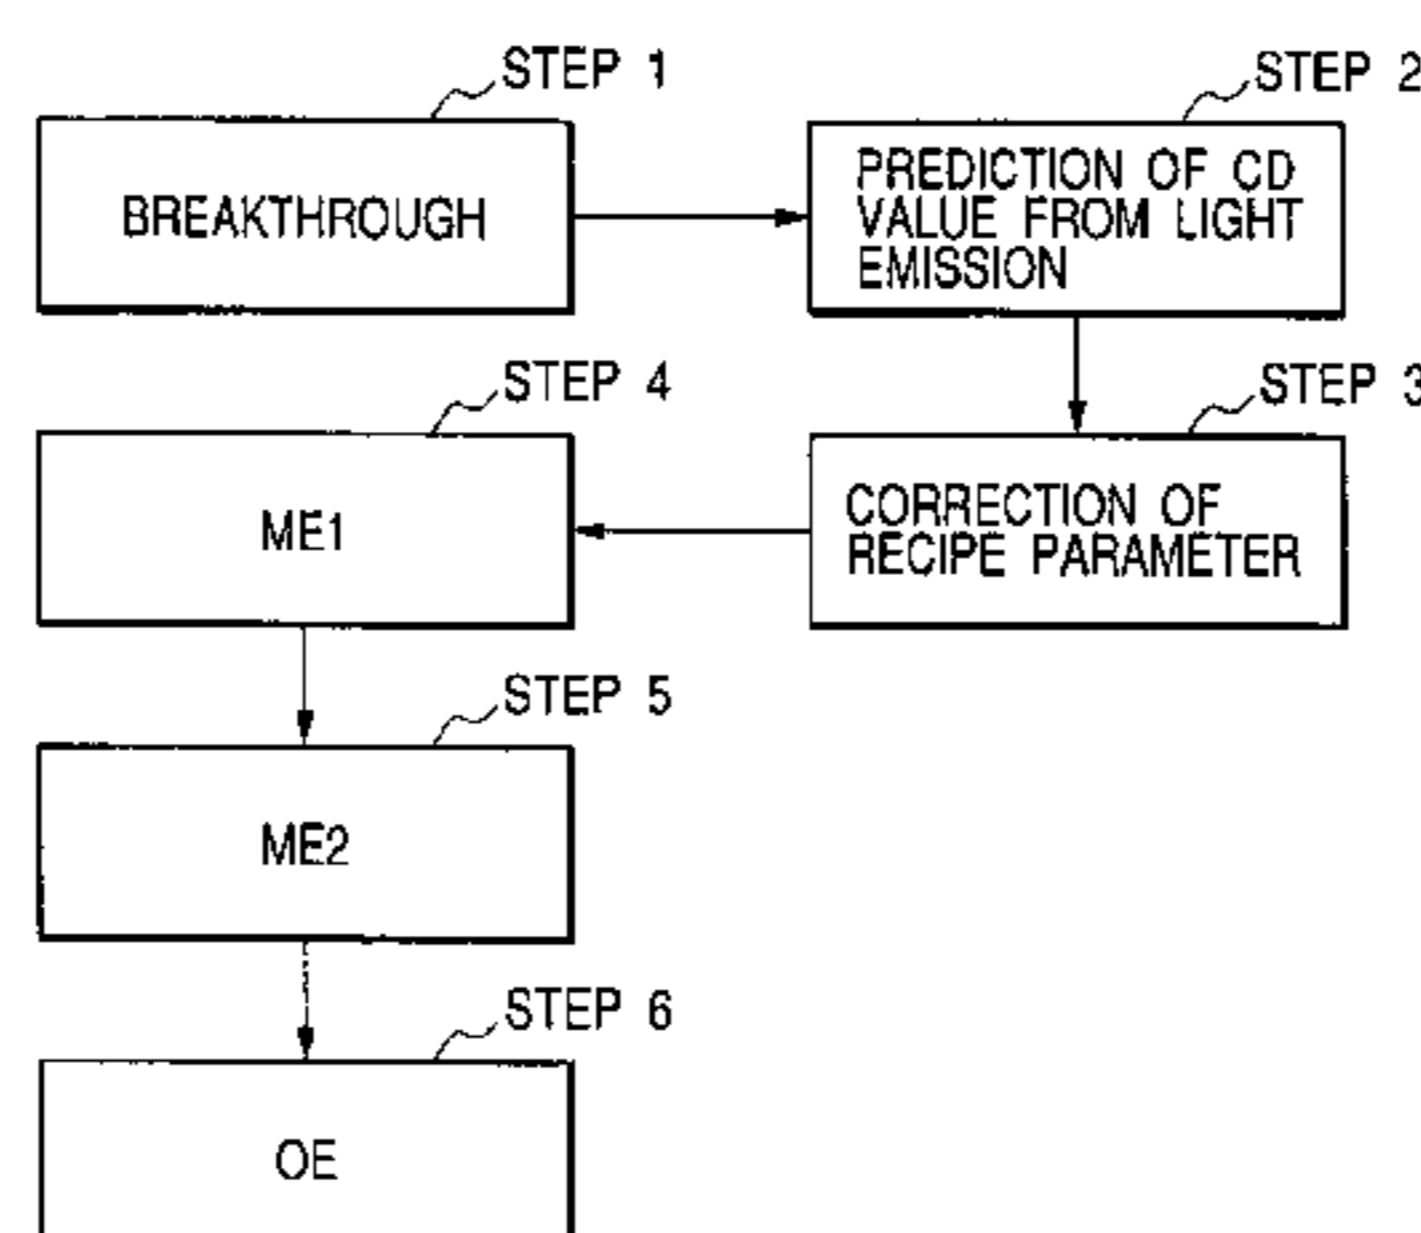 STEP 1
BREAKTHROUGH
STEP 2
PREDICTION OF CD
VALUE FROM LIGHT
EMISSION
STEP 3
CORRECTION OF
RECIPE PARAMETER
STEP 4
ME1
STEP 5
ME2
STEP 6
OE